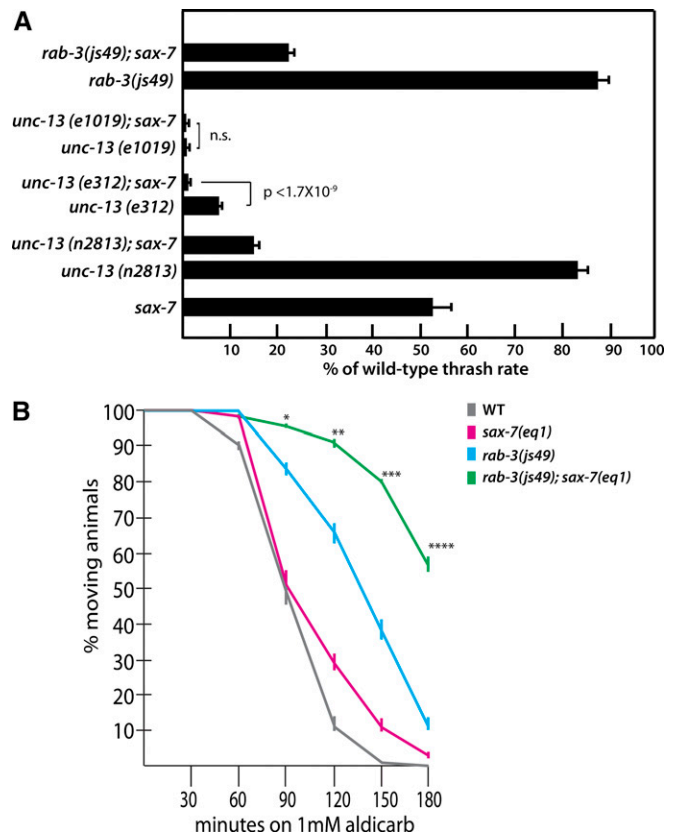 A
rab-3(js49); sax-7
rab-3(js49)
unc-13 (e1019); sax-7
unc-13 (e1019)
n.s.
unc-13 (e312); sax-7
unc-13 (e312)
p <1.7X10⁻⁹
unc-13 (n2813); sax-7
unc-13 (n2813)
sax-7
10 20 30 40 50 60 70 80 90 100
% of wild-type thrash rate
B
100
90
80
70
60
50
40
30
20
10
% moving animals
* ** *** ****
WT
sax-7(eq1)
rab-3(js49)
rab-3(js49); sax-7(eq1)
30 60 90 120 150 180
minutes on 1mM aldicarb